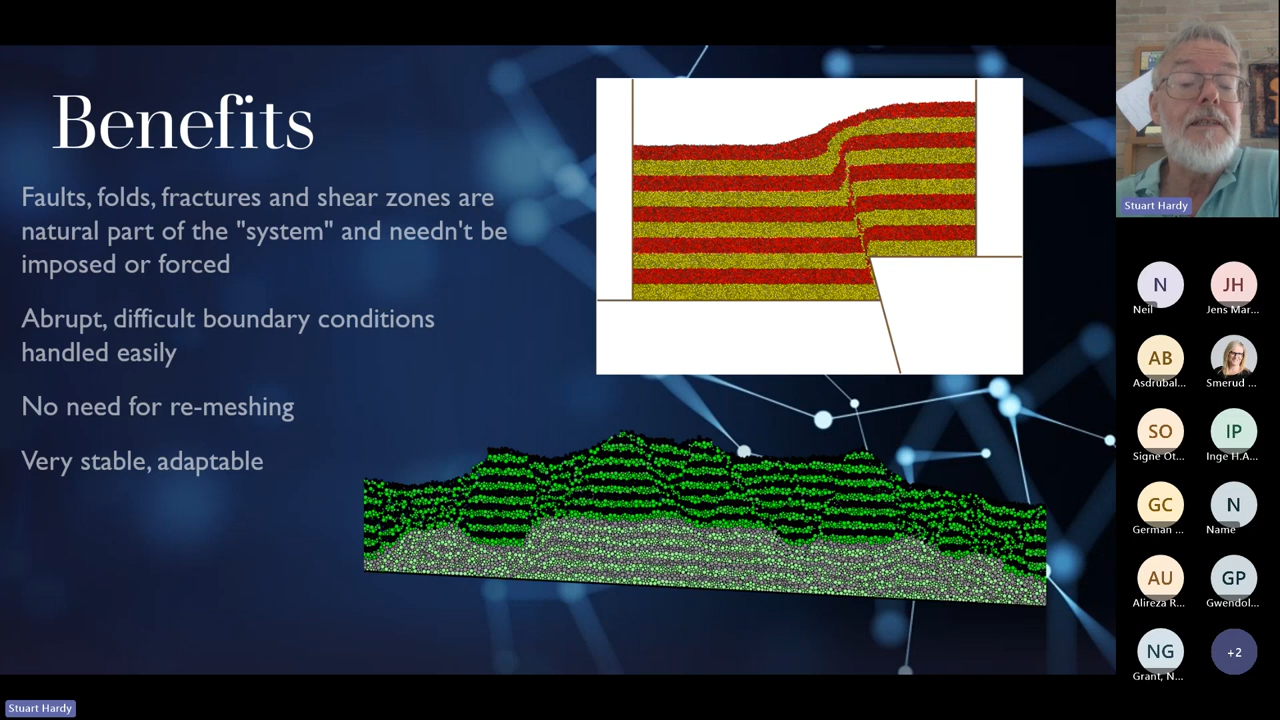 Benefits
Faults, folds, fractures and shear zones are
natural part of the "system" and needn't be
imposed or forced
Abrupt, difficult boundary conditions
handled easily
No need for re-meshing
Very stable, adaptable
Stuart Hardy
N
Neil
JH
Jens Mar...
AB
Asdrubal...
Smerud ...
SO
Signe Ot...
IP
Inge H.A...
GC
German ...
N
Name
AU
Alireza R...
GP
Gwendol...
NG
Grant, N...
+2
Stuart Hardy